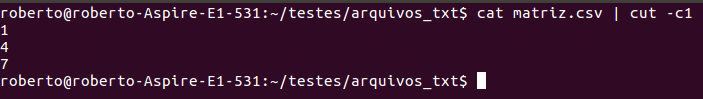 roberto@roberto-Aspire-E1-531:~/testes/arquivos_txt$ cat matriz.csv | cut -c1
1
4
7
roberto@roberto-Aspire-E1-531:~/testes/arquivos_txt$